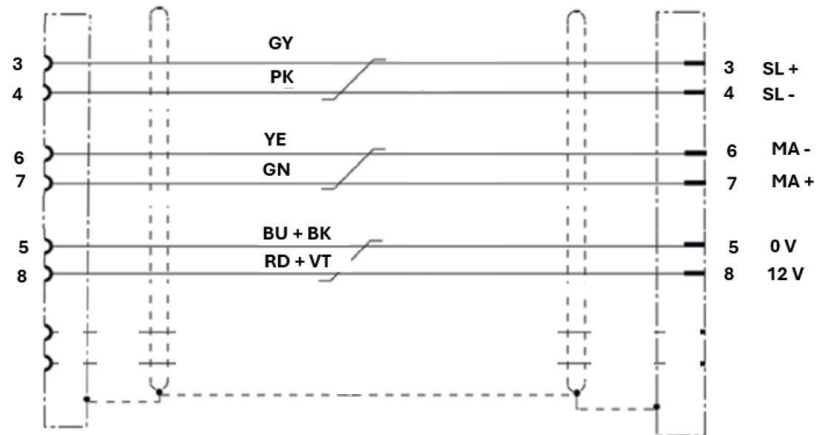 GY
3 3 SL +
PK
4 4 SL -
YE
6 6 MA -
GN
7 7 MA +
BU + BK
5 5 0 V
RD + VT
8 8 12 V